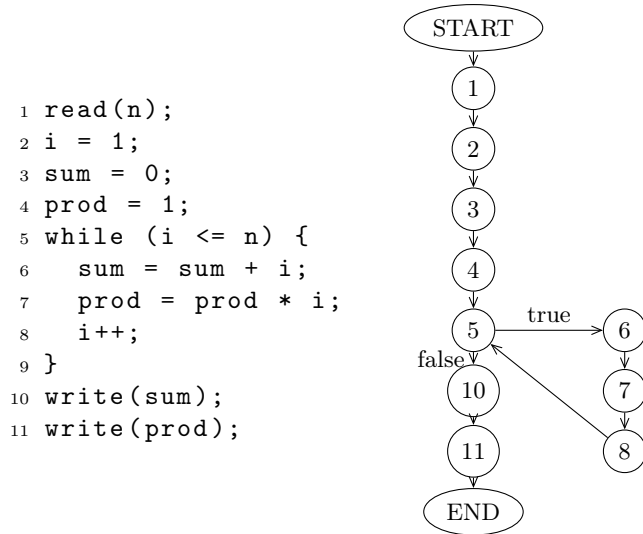 1 read(n);
2 i = 1;
3 sum = 0;
4 prod = 1;
5 while (i <= n) {
6   sum = sum + i;
7   prod = prod * i;
8   i++;
9 }
10 write(sum);
11 write(prod);
START
1
2
3
4
5 true 6
false
10 7
11 8
END